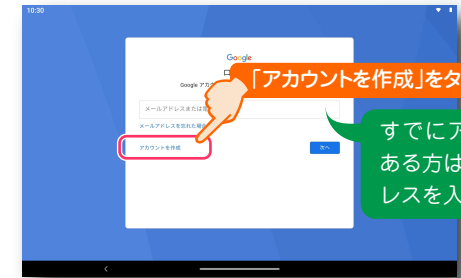 10:30
Google
Google アカ
「アカウントを作成」をタ
メールアドレスまたは
メールアドレスを忘れた場合
すでにア
ある方は
レスを入
アカウントを作成
次へ